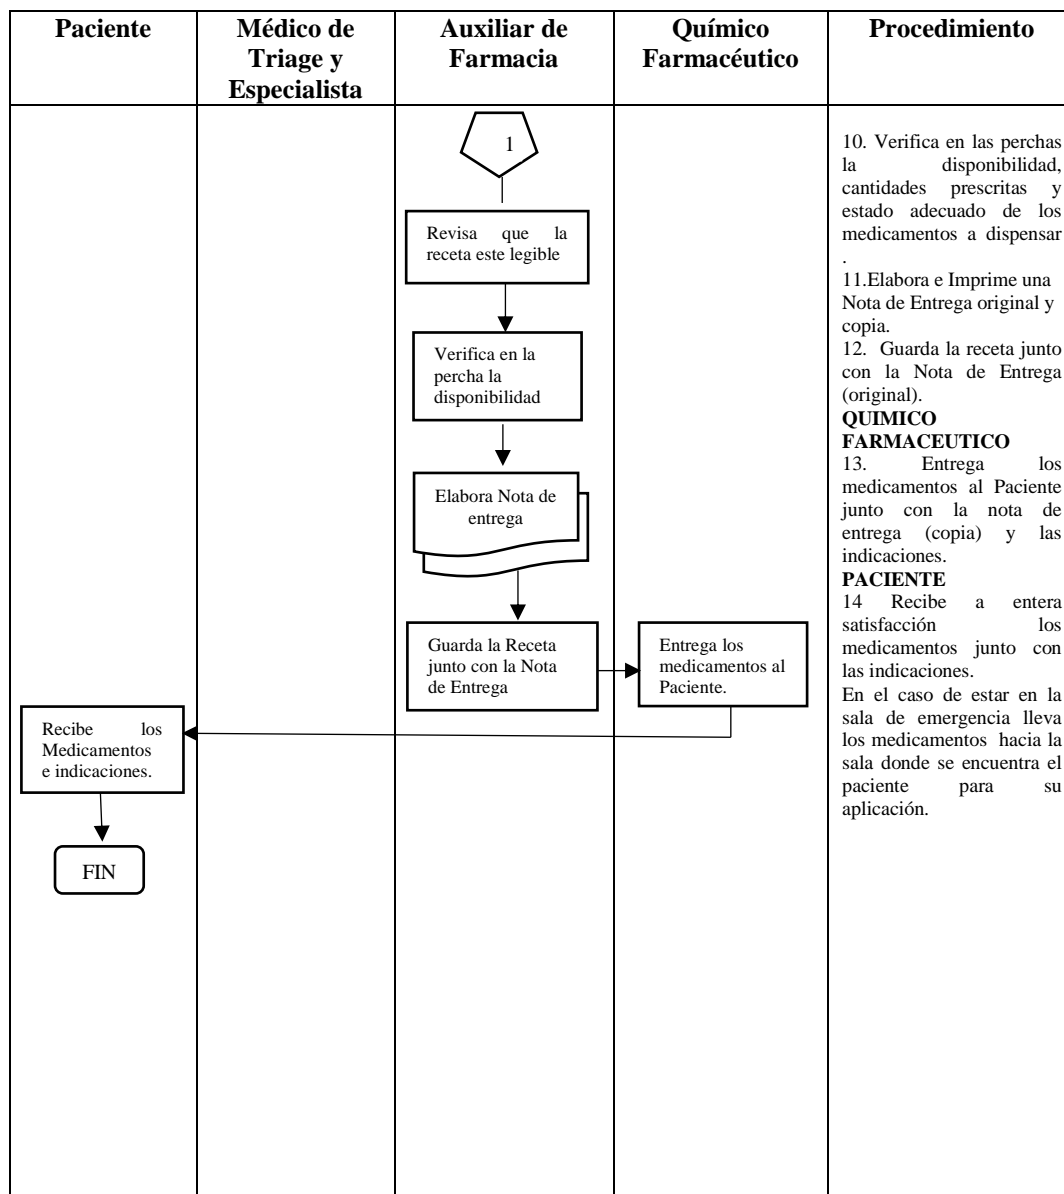 Paciente
Médico de
Triage y
Especialista
Auxiliar de
Farmacia
Químico
Farmacéutico
Procedimiento
1
Revisa que la
receta este legible
Verifica en la
percha la
disponibilidad
Elabora Nota de
entrega
Guarda la Receta
junto con la Nota
de Entrega
Entrega los
medicamentos al
Paciente.
Recibe los
Medicamentos
e indicaciones.
FIN
10. Verifica en las perchas
la disponibilidad,
cantidades prescritas y
estado adecuado de los
medicamentos a dispensar
.
11.Elabora e Imprime una
Nota de Entrega original y
copia.
12. Guarda la receta junto
con la Nota de Entrega
(original).
QUIMICO
FARMACEUTICO
13. Entrega los
medicamentos al Paciente
junto con la nota de
entrega (copia) y las
indicaciones.
PACIENTE
14 Recibe a entera
satisfacción los
medicamentos junto con
las indicaciones.
En el caso de estar en la
sala de emergencia lleva
los medicamentos hacia la
sala donde se encuentra el
paciente para su
aplicación.